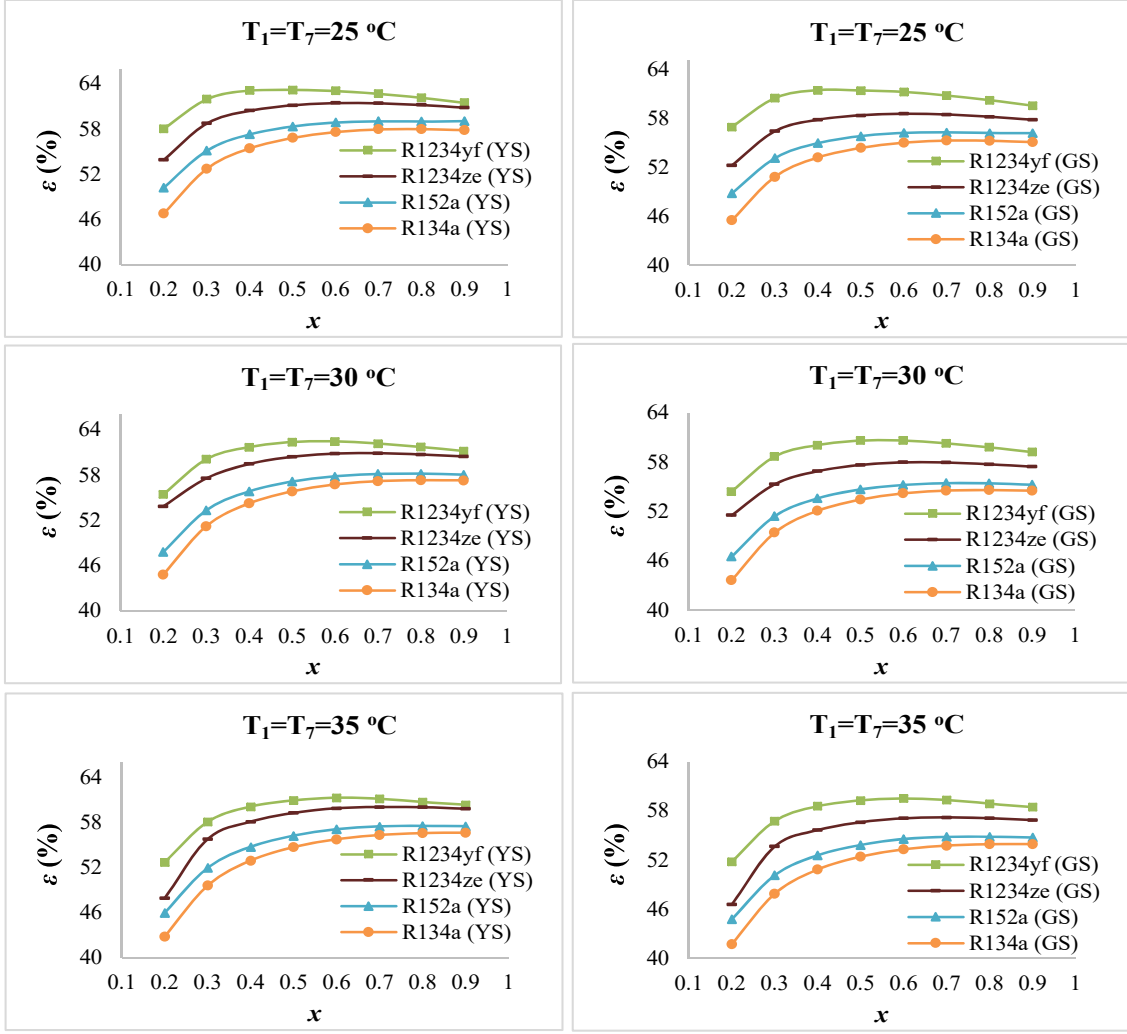 T₁=T₇=25 ᵒC
ε (%)
64
58
52
46
40
R1234yf (YS)
R1234ze (YS)
R152a (YS)
R134a (YS)
0.1 0.2 0.3 0.4 0.5 0.6 0.7 0.8 0.9 1
x
T₁=T₇=25 ᵒC
ε (%)
64
58
52
46
40
R1234yf (GS)
R1234ze (GS)
R152a (GS)
R134a (GS)
0.1 0.2 0.3 0.4 0.5 0.6 0.7 0.8 0.9 1
x
T₁=T₇=30 ᵒC
ε (%)
64
58
52
46
40
R1234yf (YS)
R1234ze (YS)
R152a (YS)
R134a (YS)
0.1 0.2 0.3 0.4 0.5 0.6 0.7 0.8 0.9 1
x
T₁=T₇=30 ᵒC
ε (%)
64
58
52
46
40
R1234yf (GS)
R1234ze (GS)
R152a (GS)
R134a (GS)
0.1 0.2 0.3 0.4 0.5 0.6 0.7 0.8 0.9 1
x
T₁=T₇=35 ᵒC
ε (%)
64
58
52
46
40
R1234yf (YS)
R1234ze (YS)
R152a (YS)
R134a (YS)
0.1 0.2 0.3 0.4 0.5 0.6 0.7 0.8 0.9 1
x
T₁=T₇=35 ᵒC
ε (%)
64
58
52
46
40
R1234yf (GS)
R1234ze (GS)
R152a (GS)
R134a (GS)
0.1 0.2 0.3 0.4 0.5 0.6 0.7 0.8 0.9 1
x